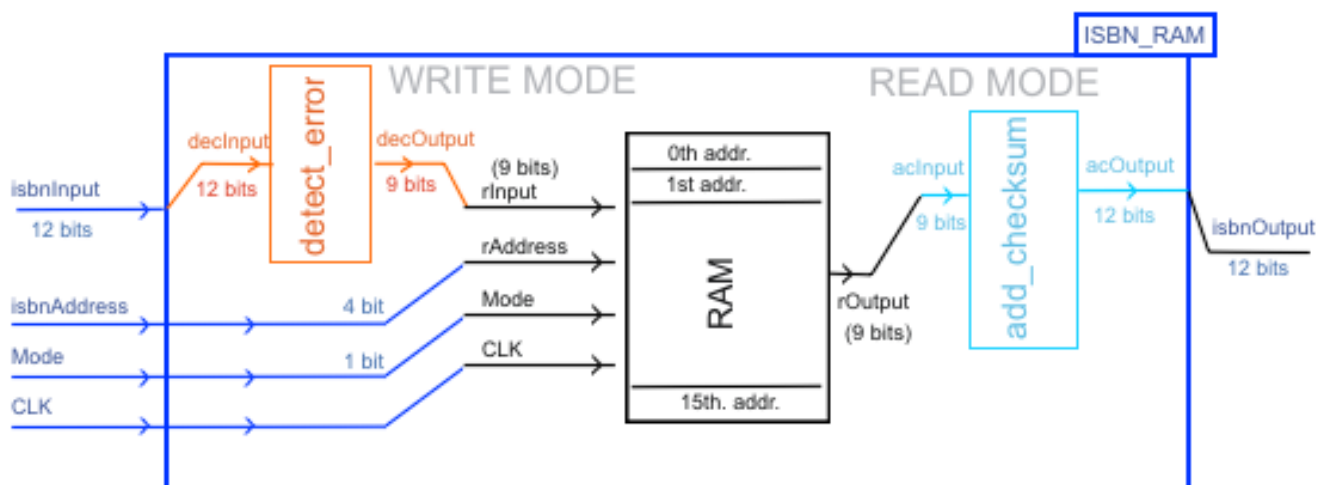 ISBN_RAM
WRITE MODE
READ MODE
detect_error
decInput
12 bits
decOutput
9 bits
isbnInput
12 bits
(9 bits)
rInput
rAddress
isbnAddress
4 bit
Mode
Mode
1 bit
CLK
CLK
0th addr.
1st addr.
RAM
15th. addr.
rOutput
(9 bits)
acInput
9 bits
add_checksum
acOutput
12 bits
isbnOutput
12 bits